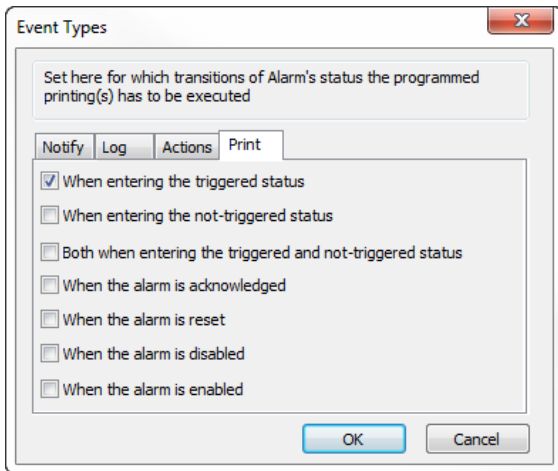 Event Types
Set here for which transitions of Alarm's status the programmed
printing(s) has to be executed
Notify Log Actions Print
When entering the triggered status
When entering the not-triggered status
Both when entering the triggered and not-triggered status
When the alarm is acknowledged
When the alarm is reset
When the alarm is disabled
When the alarm is enabled
OK Cancel